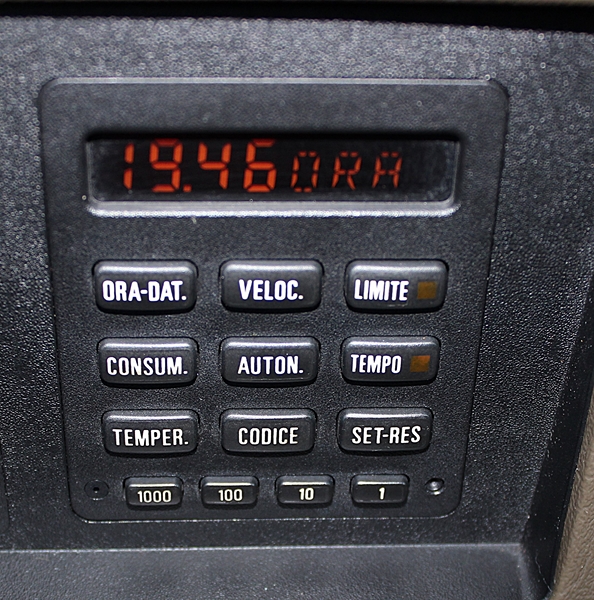 19.46 ORA
ORA-DAT. VELOC. LIMITE
CONSUM. AUTON. TEMPO
TEMPER. CODICE SET-RES
1000 100 10 1